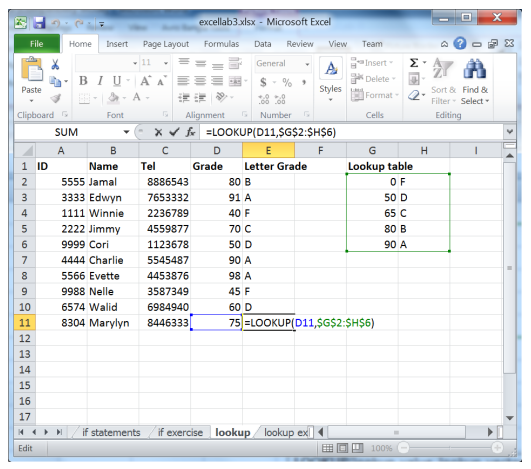 excellab3.xlsx - Microsoft Excel
File Home Insert Page Layout Formulas Data Review View Team
Paste
B I U A A
11
General
$ % ,
Styles
Insert
Delete
Format
Sort & Filter
Find & Select
Clipboard Font Alignment Number Cells Editing
SUM fx =LOOKUP(D11,$G$2:$H$6)
A B C D E F G H I
1 ID Name Tel Grade Letter Grade Lookup table
2 5555 Jamal 8886543 80 B 0 F
3 3333 Edwyn 7653332 91 A 50 D
4 1111 Winnie 2236789 40 F 65 C
5 2222 Jimmy 4559877 70 C 80 B
6 9999 Cori 1123678 50 D 90 A
7 4444 Charlie 5545487 90 A
8 5566 Evette 4453876 98 A
9 9988 Nelle 3587349 45 F
10 6574 Walid 6984940 60 D
11 8304 Marylyn 8446333 75 =LOOKUP(D11,$G$2:$H$6)
12
13
14
15
16
17
if statements if exercise lookup lookup ex
Edit 100%